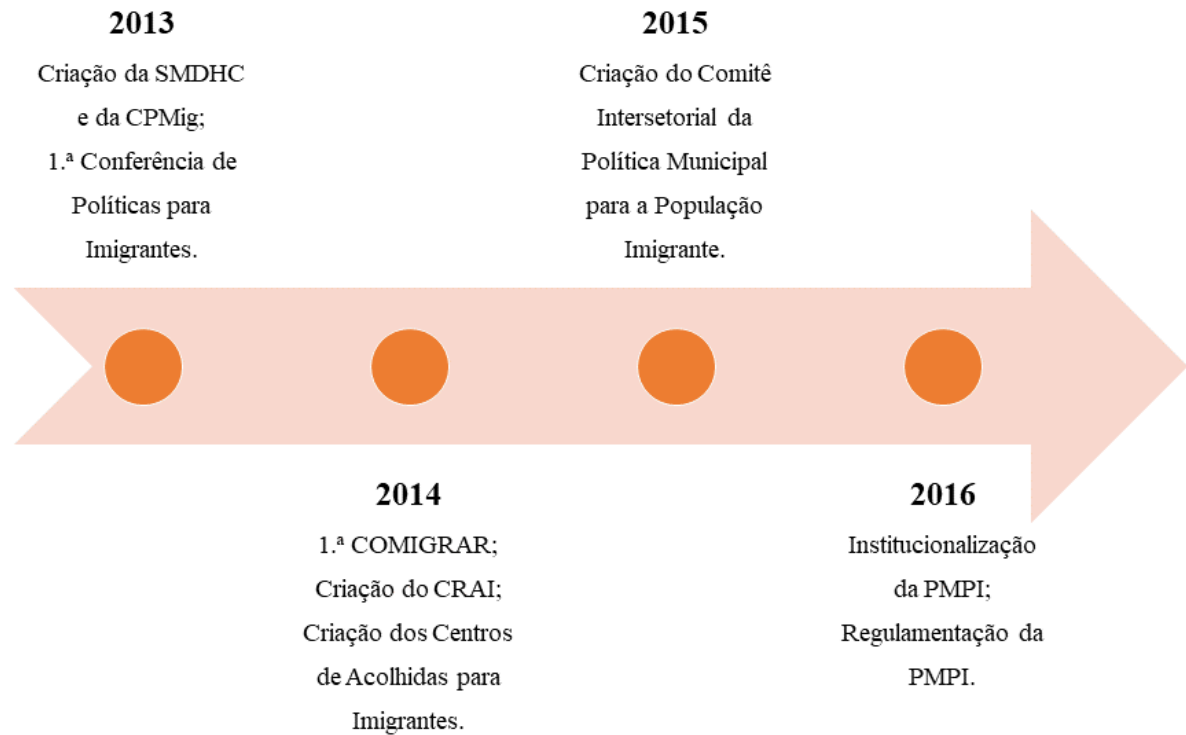 2013
Criação da SMDHC
e da CPMig;
1.ª Conferência de
Políticas para
Imigrantes.
2014
1.ª COMIGRAR;
Criação do CRAI;
Criação dos Centros
de Acolhidas para
Imigrantes.
2015
Criação do Comitê
Intersetorial da
Política Municipal
para a População
Imigrante.
2016
Institucionalização
da PMPI;
Regulamentação da
PMPI.